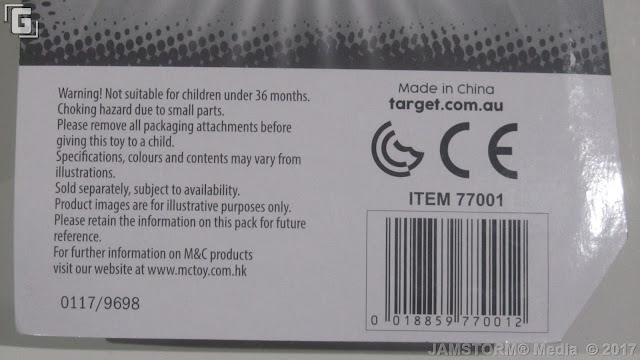 G
Warning! Not suitable for children under 36 months.
Choking hazard due to small parts.
Please remove all packaging attachments before
giving this toy to a child.
Specifications, colours and contents may vary from
illustrations.
Sold separately, subject to availability.
Product images are for illustrative purposes only.
Please retain the information on this pack for future
reference.
For further information on M&C products
visit our website at www.mctoy.com.hk
0117/9698
Made in China
target.com.au
CE
ITEM 77001
0 018859 770012
JAMSTORM® Media © 2017